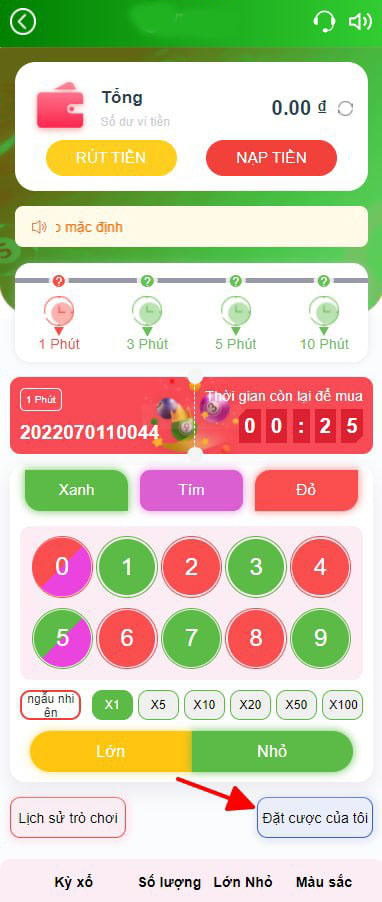 Tổng
Số dư ví tiền
0.00 ₫
RÚT TIỀN
NẠP TIỀN
mặc định
1 Phút
3 Phút
5 Phút
10 Phút
1 Phút
Thời gian còn lại để mua
2022070110044
0 0 : 2 5
Xanh
Tím
Đỏ
0 1 2 3 4
5 6 7 8 9
ngẫu nhi
ên
X1
X5
X10
X20
X50
X100
Lớn
Nhỏ
Lịch sử trò chơi
Đặt cược của tôi
Kỳ xổ
Số lượng
Lớn Nhỏ
Màu sắc